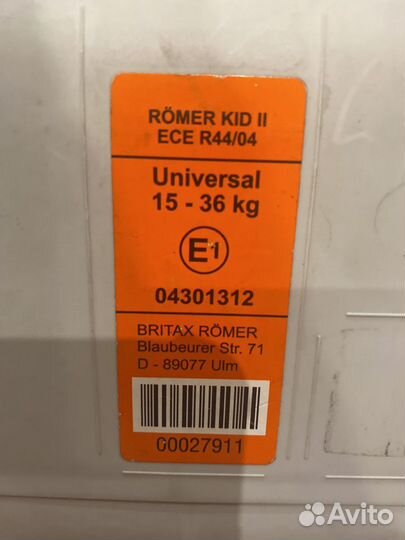 RÖMER KID II
ECE R44/04
Universal
15 - 36 kg
E1
04301312
BRITAX RÖMER
Blaubeurer Str. 71
D - 89077 Ulm
00027911
Avito